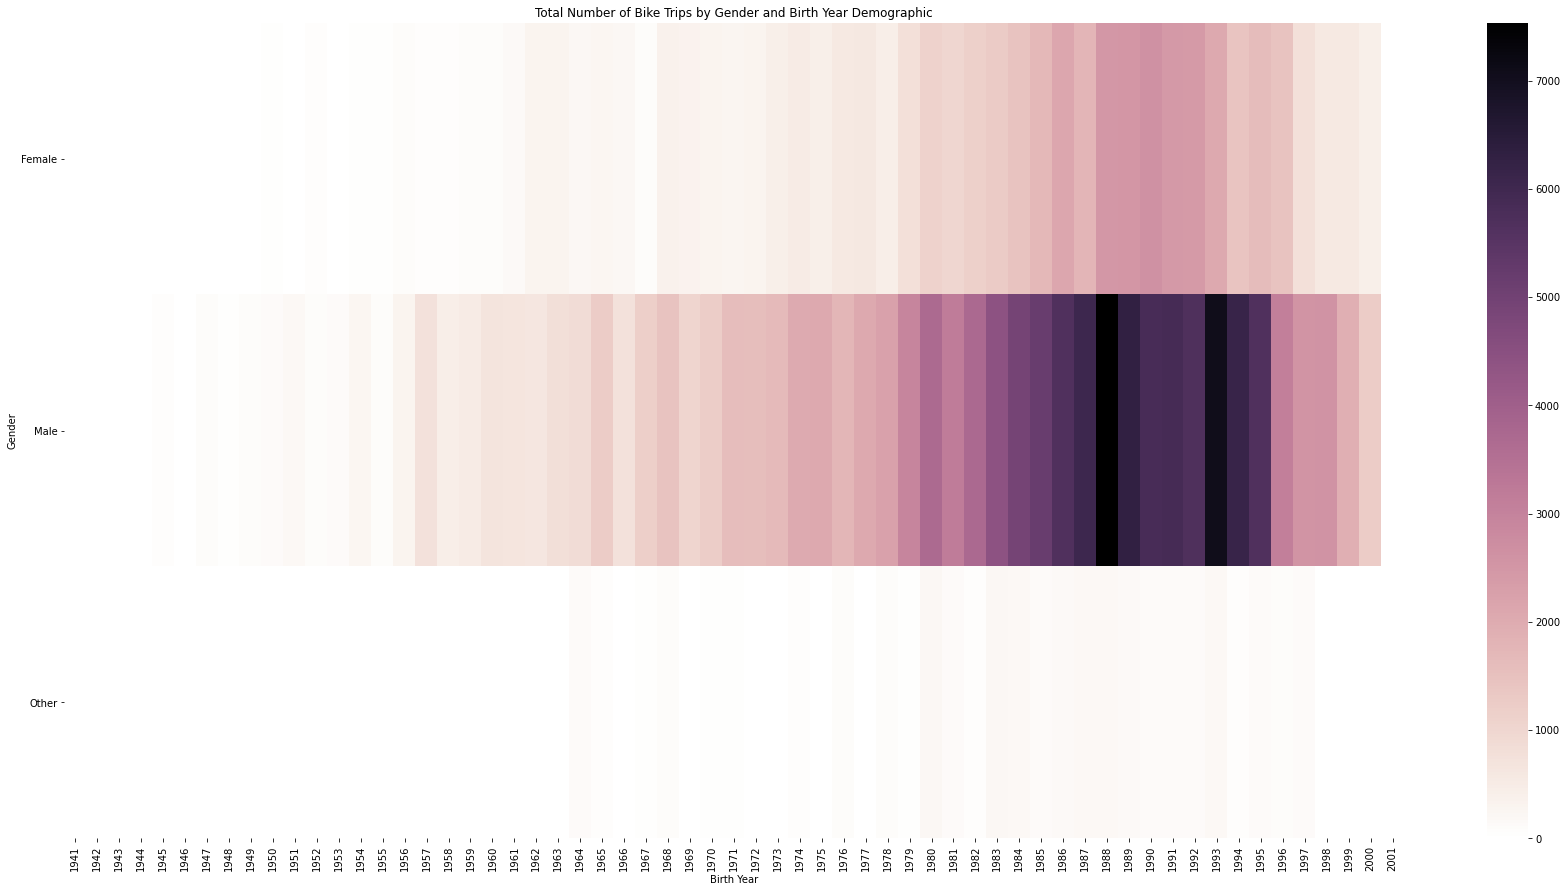 Total Number of Bike Trips by Gender and Birth Year Demographic
Gender
Female
Male
Other
1941 1942 1943 1944 1945 1946 1947 1948 1949 1950 1951 1952 1953 1954 1955 1956 1957 1958 1959 1960 1961 1962 1963 1964 1965 1966 1967 1968 1969 1970 1971 1972 1973 1974 1975 1976 1977 1978 1979 1980 1981 1982 1983 1984 1985 1986 1987 1988 1989 1990 1991 1992 1993 1994 1995 1996 1997 1998 1999 2000 2001
Birth Year
7000
6000
5000
4000
3000
2000
1000
0